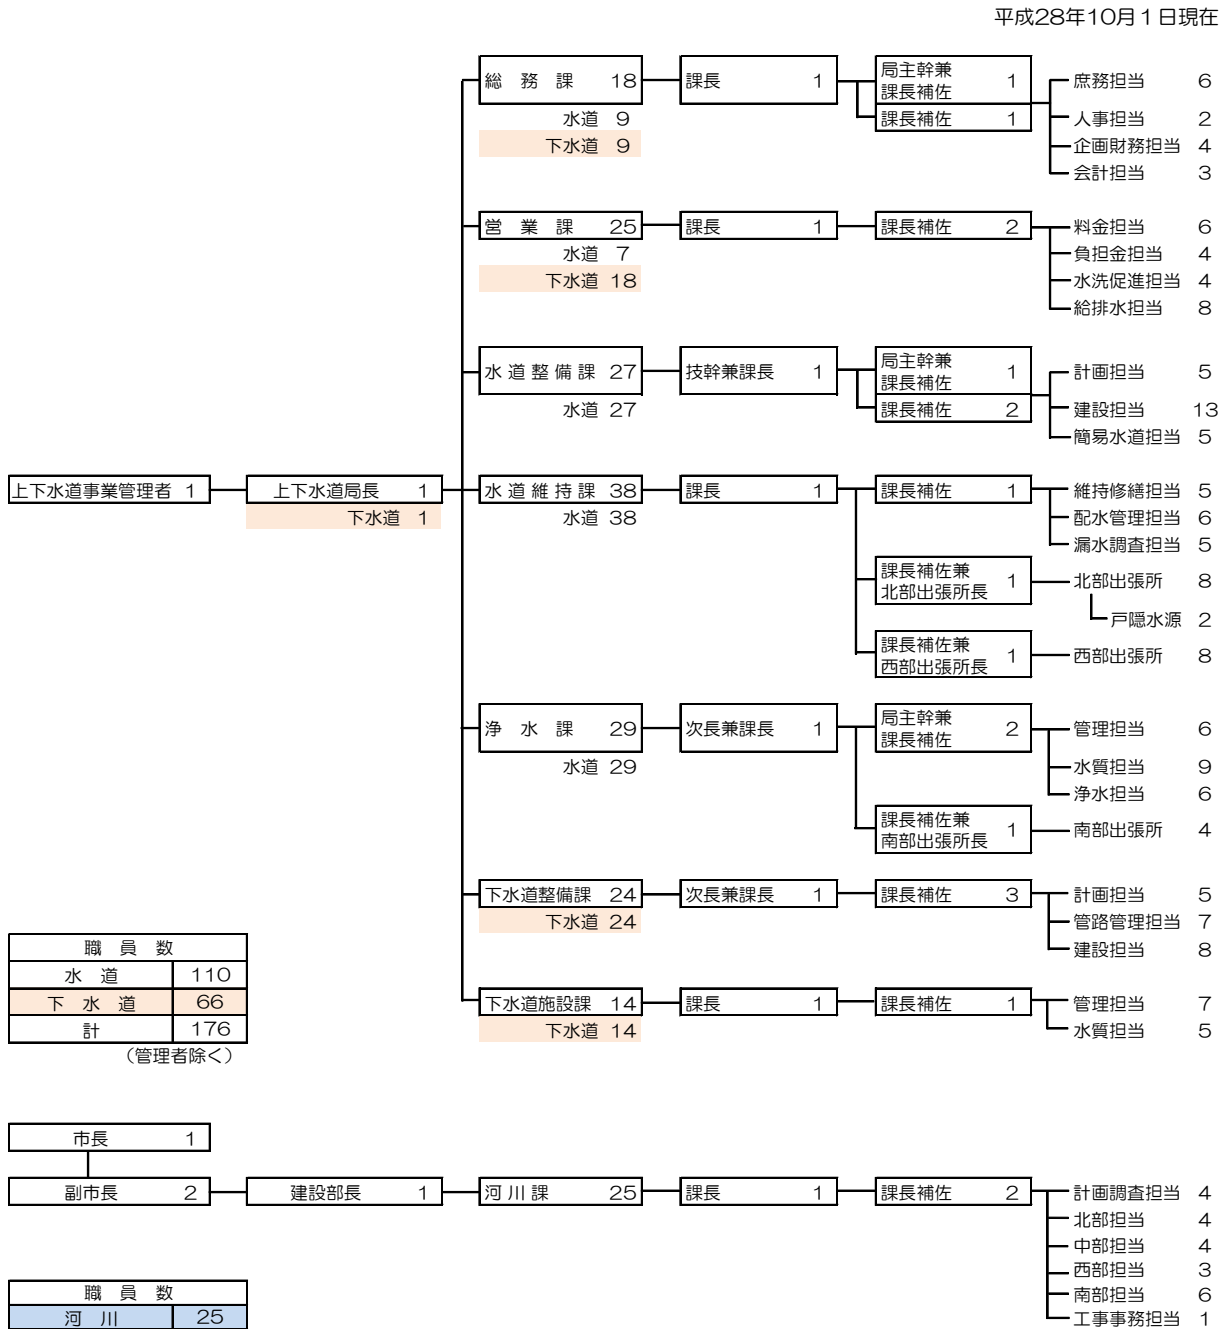 平成28年10月1日現在
総務課 18 課長 1 局主幹兼課長補佐 1 庶務担当 6
課長補佐 1
水道 9 人事担当 2
下水道 9 企画財務担当 4
会計担当 3
営業課 25 課長 1 課長補佐 2 料金担当 6
水道 7 負担金担当 4
下水道 18 水洗促進担当 4
給排水担当 8
水道整備課 27 技幹兼課長 1 局主幹兼課長補佐 1 計画担当 5
水道 27 課長補佐 2 建設担当 13
簡易水道担当 5
上下水道事業管理者 1 上下水道局長 1 水道維持課 38 課長 1 課長補佐 1 維持修繕担当 5
下水道 1 水道 38 配水管理担当 6
漏水調査担当 5
課長補佐兼北部出張所長 1 北部出張所 8
戸隠水源 2
課長補佐兼西部出張所長 1 西部出張所 8
浄水課 29 次長兼課長 1 局主幹兼課長補佐 2 管理担当 6
水道 29 水質担当 9
浄水担当 6
課長補佐兼南部出張所長 1 南部出張所 4
下水道整備課 24 次長兼課長 1 課長補佐 3 計画担当 5
下水道 24 管路管理担当 7
建設担当 8
職員数
水道 110
下水道 66
計 176
(管理者除く)
下水道施設課 14 課長 1 課長補佐 1 管理担当 7
下水道 14 水質担当 5
市長 1
副市長 2 建設部長 1 河川課 25 課長 1 課長補佐 2 計画調査担当 4
北部担当 4
中部担当 4
西部担当 3
南部担当 6
工事事務担当 1
職員数
河川 25